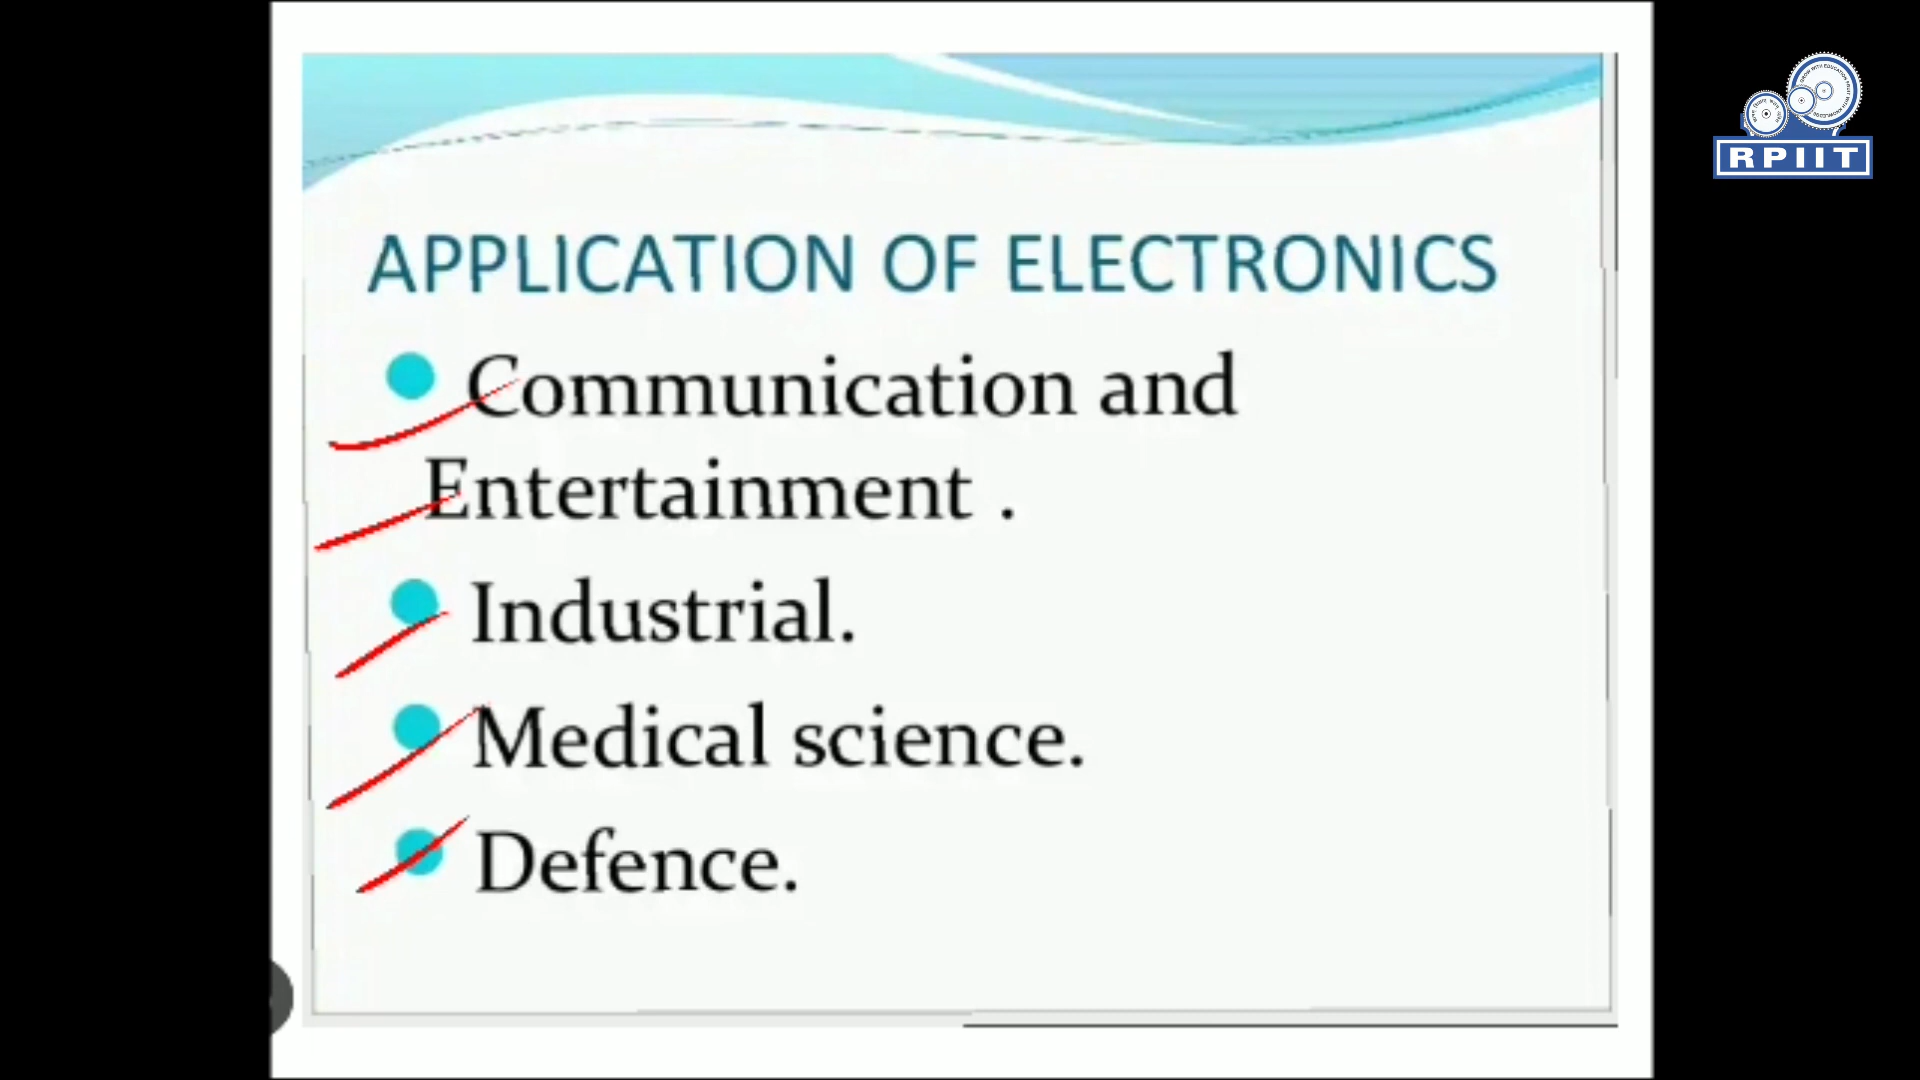 APPLICATION OF ELECTRONICS
Communication and
Entertainment .
Industrial.
Medical science.
Defence.
RPIIT